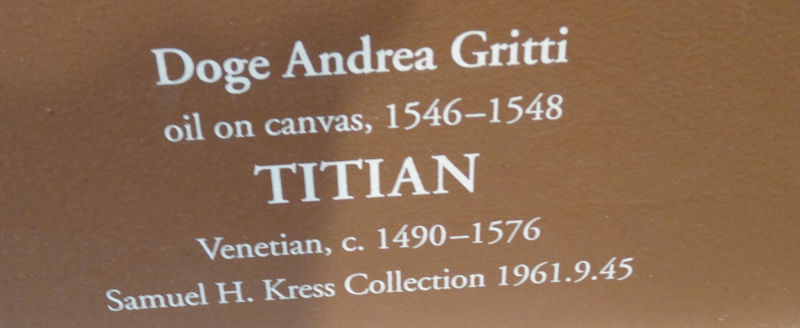 Doge Andrea Gritti
oil on canvas, 1546–1548
TITIAN
Venetian, c. 1490–1576
Samuel H. Kress Collection 1961.9.45